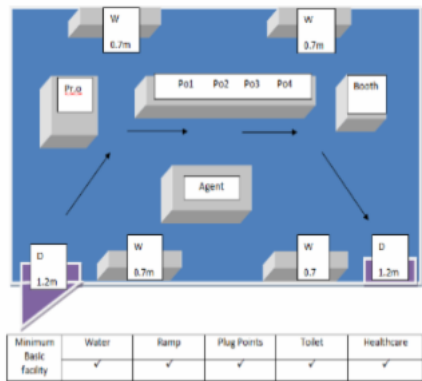 W
0.7m
W
0.7m
Pr.o
Po1 Po2 Po3 Po4
Booth
Agent
D
1.2m
W
0.7m
W
0.7
D
1.2m
Minimum Basic facility Water Ramp Plug Points Toilet Healthcare
✓ ✓ ✓ ✓ ✓